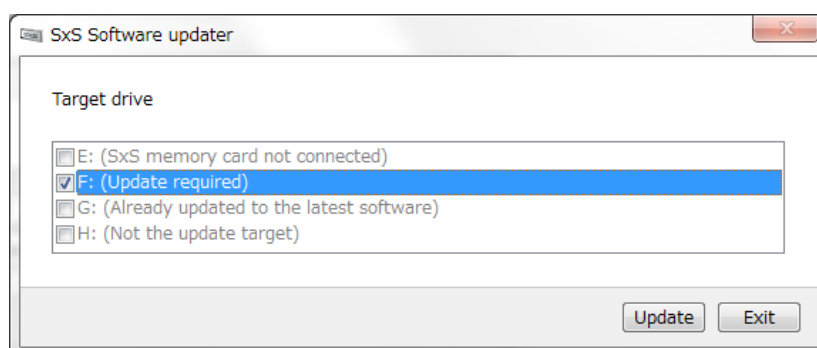 SxS Software updater
Target drive
E: (SxS memory card not connected)
F: (Update required)
G: (Already updated to the latest software)
H: (Not the update target)
Update Exit